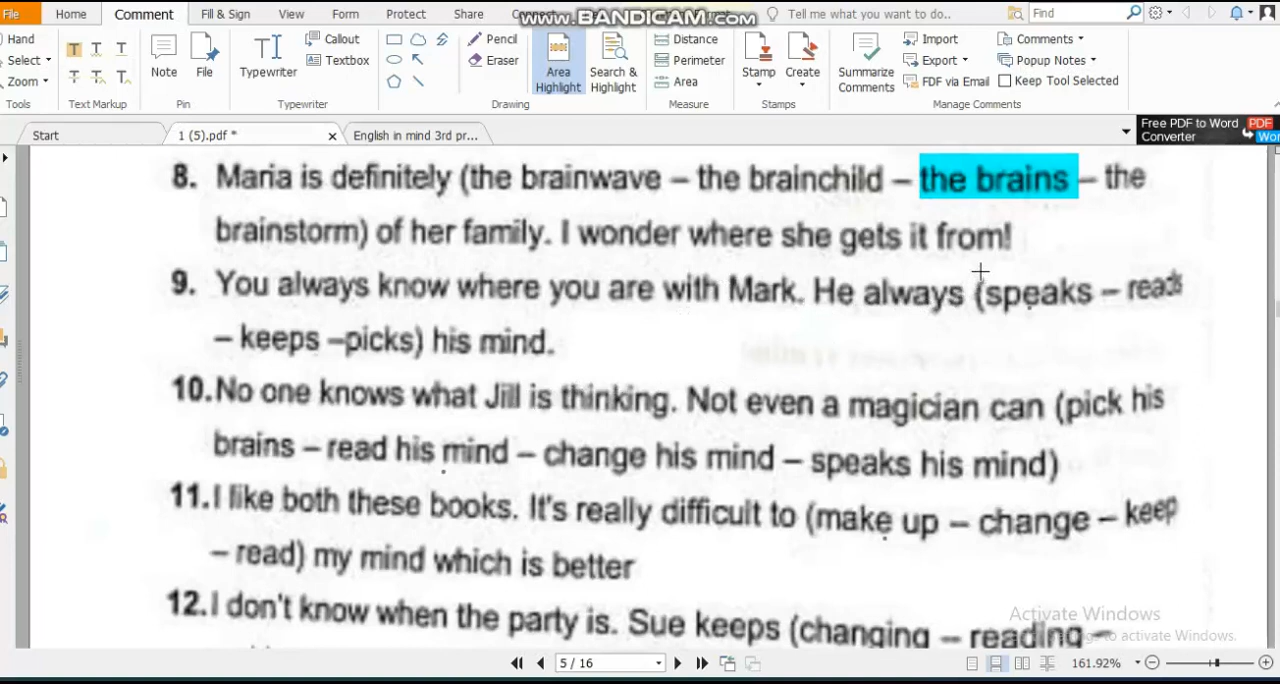 File Home Comment Fill & Sign View Form Protect Share www.BANDICAM.com Tell me what you want to do.. Find
Hand Select Zoom Tools
Text Markup
Note File Pin
Typewriter Callout Textbox Typewriter
Pencil Eraser Drawing
Area Highlight Search & Highlight
Distance Perimeter Area Measure
Stamp Create Stamps
Summarize Comments Import Export FDF via Email Comments Popup Notes Keep Tool Selected Manage Comments
Start 1 (5).pdf * English in mind 3rd pr... Free PDF to Word Converter PDF
8. Maria is definitely (the brainwave – the brainchild – the brains – the
brainstorm) of her family. I wonder where she gets it from!
9. You always know where you are with Mark. He always (speaks – reads
– keeps –picks) his mind.
10.No one knows what Jill is thinking. Not even a magician can (pick his
brains – read his mind – change his mind – speaks his mind)
11.I like both these books. It's really difficult to (make up – change – keep
– read) my mind which is better
12.I don't know when the party is. Sue keeps (changing – reading –
Activate Windows
to activate Windows.
5 / 16 161.92%